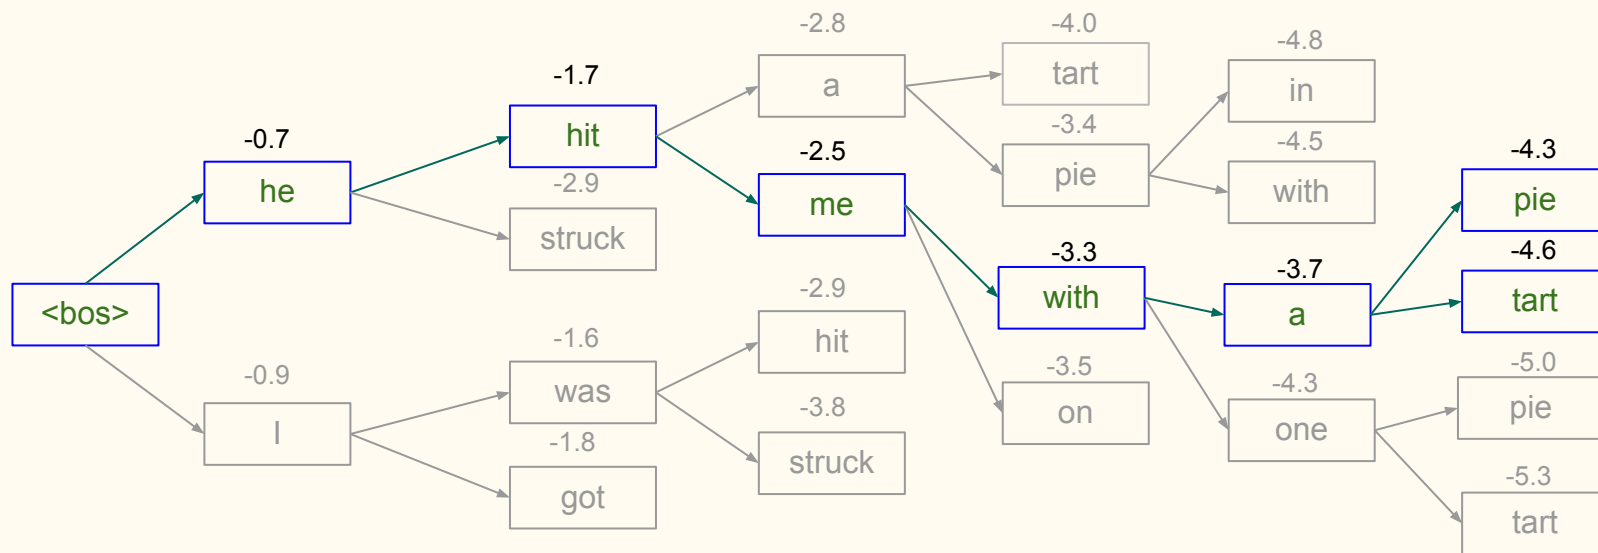 <bos>
-0.7
he
-0.9
I
-1.7
hit
-2.9
struck
-1.6
was
-1.8
got
-2.8
a
-2.5
me
-2.9
hit
-3.8
struck
-4.0
tart
-3.4
pie
-3.3
with
-3.5
on
-4.8
in
-4.5
with
-3.7
a
-4.3
one
-4.3
pie
-4.6
tart
-5.0
pie
-5.3
tart